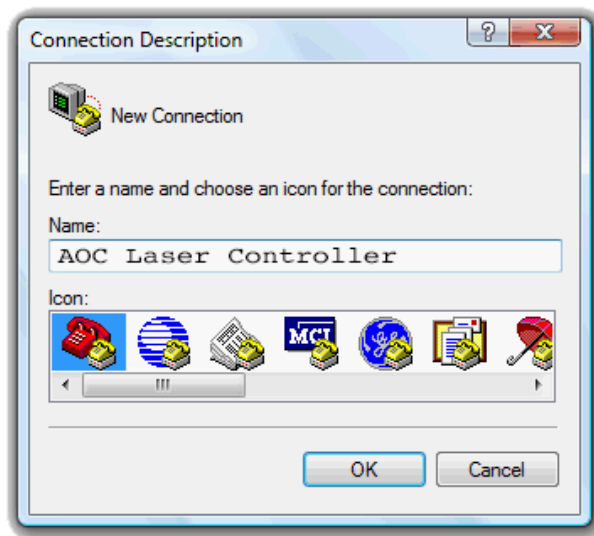 Connection Description
New Connection
Enter a name and choose an icon for the connection:
Name:
AOC Laser Controller
Icon:
MCI
OK Cancel